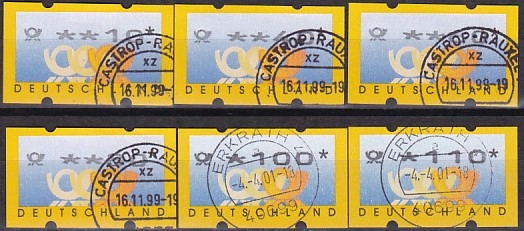 **10*
CASTROP-RAUXEL
xz
16.11.99-19
DEUTSCHLAND
CASTROP-RAUXEL
xz
16.11.99-19
DEUTSCHLAND
CASTROP-RAUXEL
xz
16.11.99-19
DEUTSCHLAND
CASTROP-RAUXEL
xz
16.11.99-19
DEUTSCHLAND
*100*
ERKRATH
a
-4.-4.01-18
40699
DEUTSCHLAND
*110*
ERKRATH
a
-4.-4.01-18
40699
DEUTSCHLAND